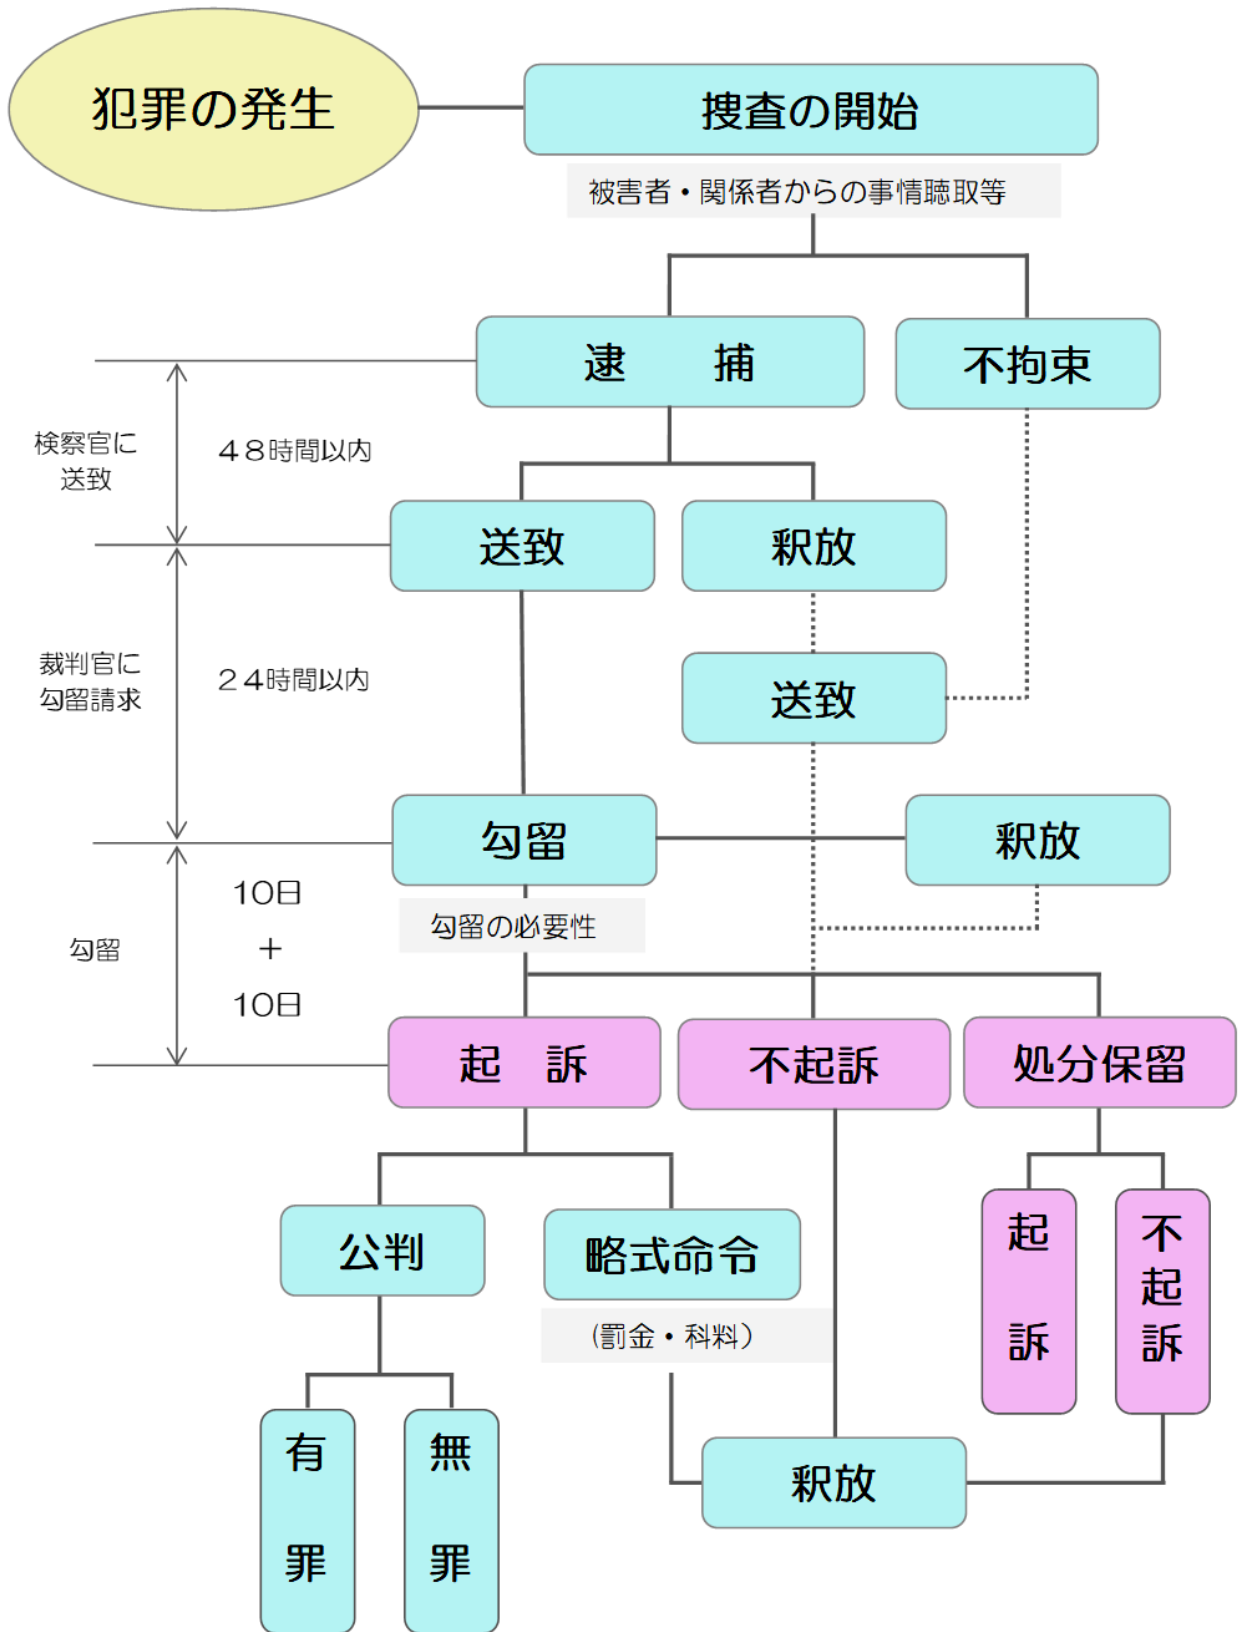 犯罪の発生
捜査の開始
被害者・関係者からの事情聴取等
逮　捕
不拘束
検察官に
送致
４８時間以内
送致
釈放
裁判官に
勾留請求
２４時間以内
送致
勾留
釈放
勾留の必要性
勾留
10日
＋
10日
起　訴
不起訴
処分保留
公判
略式命令
（罰金・科料）
起訴
不起訴
有罪
無罪
釈放